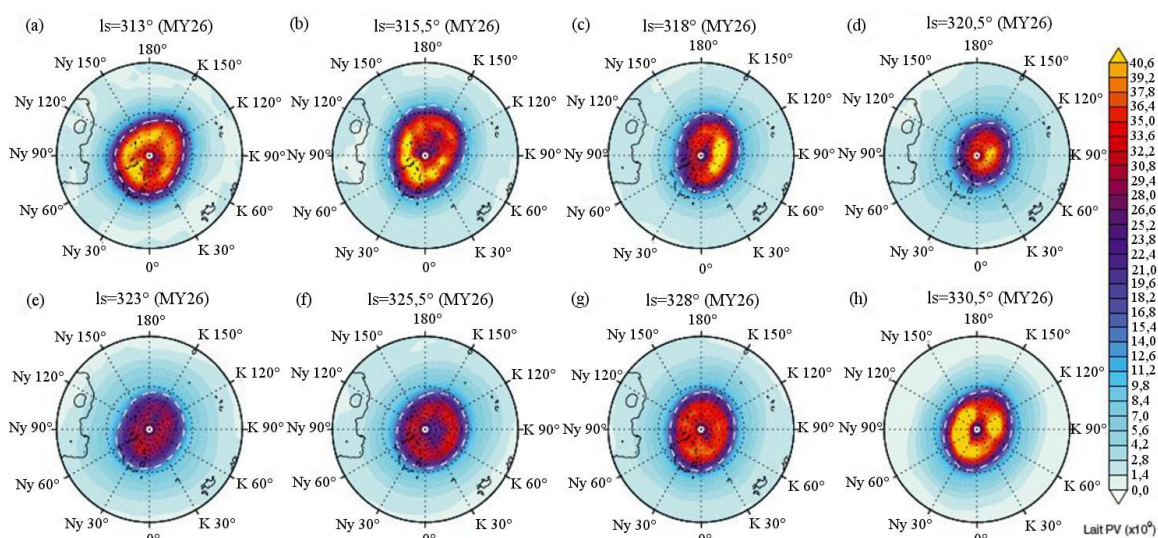 (a) ls=313° (MY26)
180°
Ny 150° K 150°
Ny 120° K 120°
Ny 90° K 90°
Ny 60° K 60°
Ny 30° K 30°
0°
(b) ls=315,5° (MY26)
180°
Ny 150° K 150°
Ny 120° K 120°
Ny 90° K 90°
Ny 60° K 60°
Ny 30° K 30°
0°
(c) ls=318° (MY26)
180°
Ny 150° K 150°
Ny 120° K 120°
Ny 90° K 90°
Ny 60° K 60°
Ny 30° K 30°
0°
(d) ls=320,5° (MY26)
180°
Ny 150° K 150°
Ny 120° K 120°
Ny 90° K 90°
Ny 60° K 60°
Ny 30° K 30°
0°
(e) ls=323° (MY26)
180°
Ny 150° K 150°
Ny 120° K 120°
Ny 90° K 90°
Ny 60° K 60°
Ny 30° K 30°
0°
(f) ls=325,5° (MY26)
180°
Ny 150° K 150°
Ny 120° K 120°
Ny 90° K 90°
Ny 60° K 60°
Ny 30° K 30°
0°
(g) ls=328° (MY26)
180°
Ny 150° K 150°
Ny 120° K 120°
Ny 90° K 90°
Ny 60° K 60°
Ny 30° K 30°
0°
(h) ls=330,5° (MY26)
180°
Ny 150° K 150°
Ny 120° K 120°
Ny 90° K 90°
Ny 60° K 60°
Ny 30° K 30°
0°
40,6
39,2
37,8
36,4
35,0
33,6
32,2
30,8
29,4
28,0
26,6
25,2
23,8
22,4
21,0
19,6
18,2
16,8
15,4
14,0
12,6
11,2
9,8
8,4
7,0
5,6
4,2
2,8
1,4
0,0
Lait PV (x10⁹)